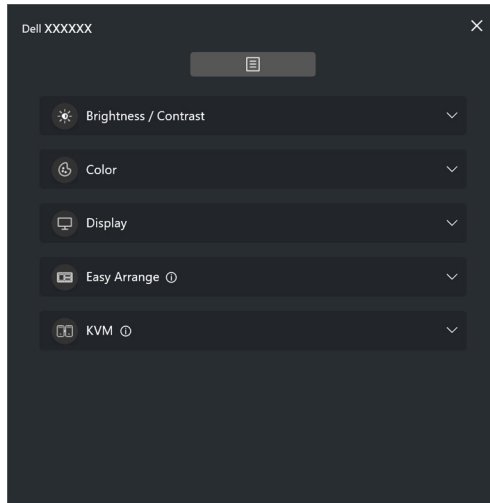 Dell XXXXXX
Brightness / Contrast
Color
Display
Easy Arrange
KVM